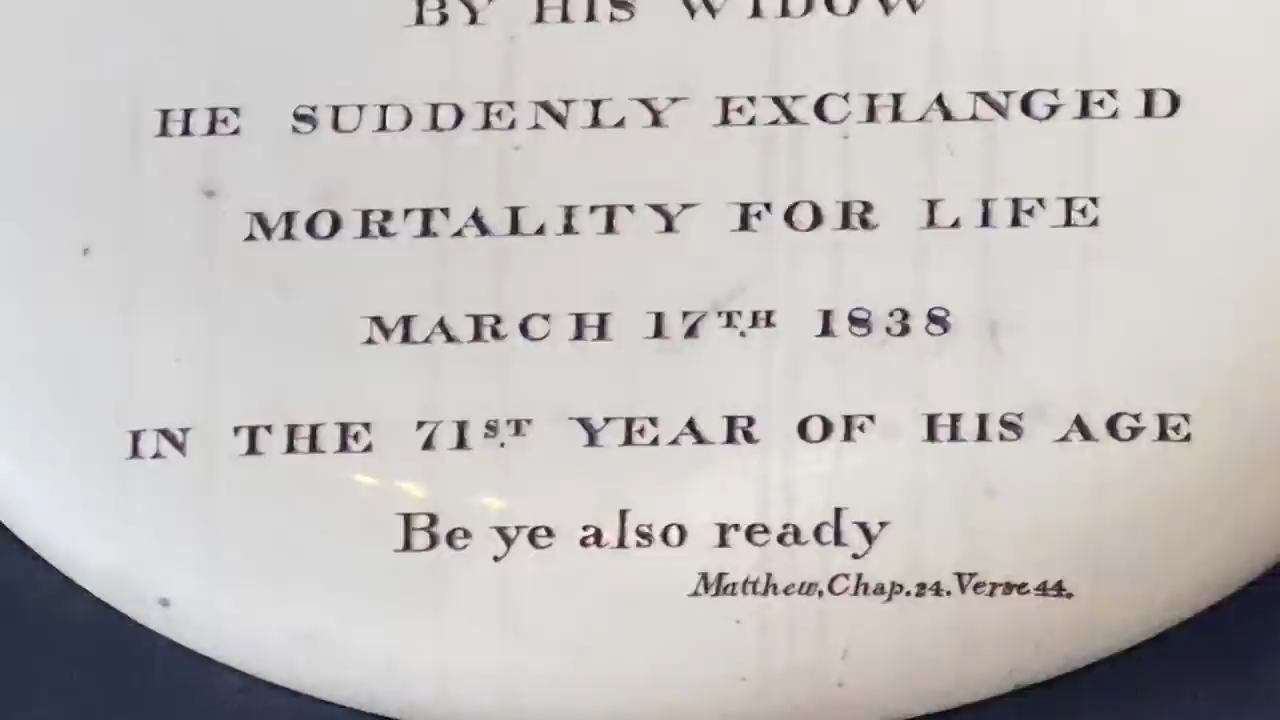 BY HIS WIDOW
HE SUDDENLY EXCHANGED
MORTALITY FOR LIFE
MARCH 17TH 1838
IN THE 71ST YEAR OF HIS AGE
Be ye alſo ready
Matthew, Chap. 24. Verse 44.